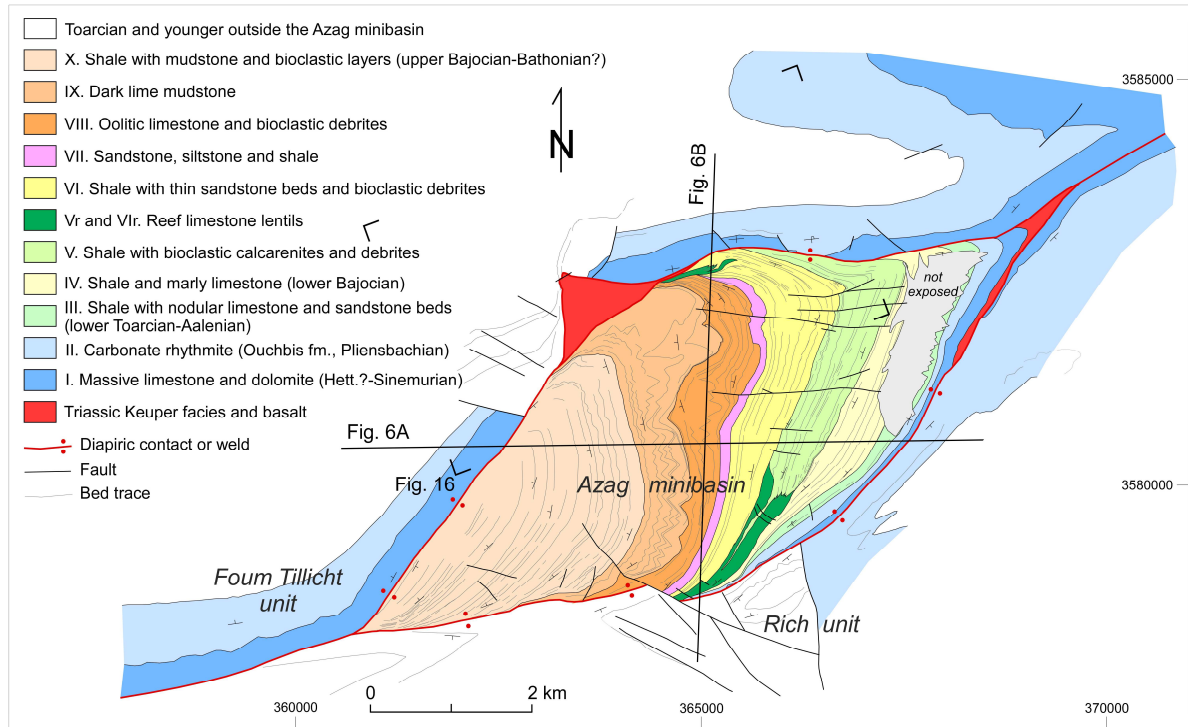 Toarcian and younger outside the Azag minibasin
X. Shale with mudstone and bioclastic layers (upper Bajocian-Bathonian?)
IX. Dark lime mudstone
VIII. Oolitic limestone and bioclastic debrites
VII. Sandstone, siltstone and shale
VI. Shale with thin sandstone beds and bioclastic debrites
Vr and VIr. Reef limestone lentils
V. Shale with bioclastic calcarenites and debrites
IV. Shale and marly limestone (lower Bajocian)
III. Shale with nodular limestone and sandstone beds
(lower Toarcian-Aalenian)
II. Carbonate rhythmite (Ouchbis fm., Pliensbachian)
I. Massive limestone and dolomite (Hett.?-Sinemurian)
Triassic Keuper facies and basalt
Diapiric contact or weld
Fault
Bed trace
N
Fig. 6B
3585000
not
exposed
Fig. 6A
Fig. 16
Azag minibasin
3580000
Foum Tillicht
unit
Rich unit
0 2 km
360000
365000
370000